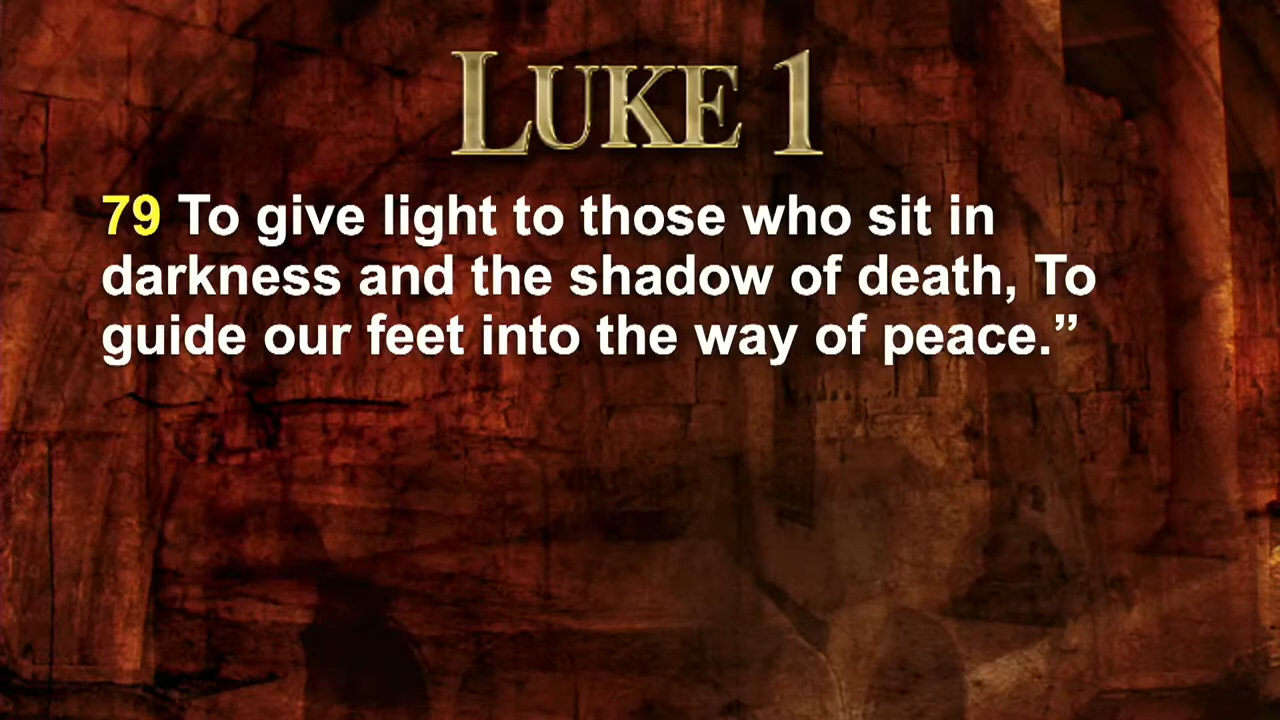 LUKE 1
79 To give light to those who sit in
darkness and the shadow of death, To
guide our feet into the way of peace.”